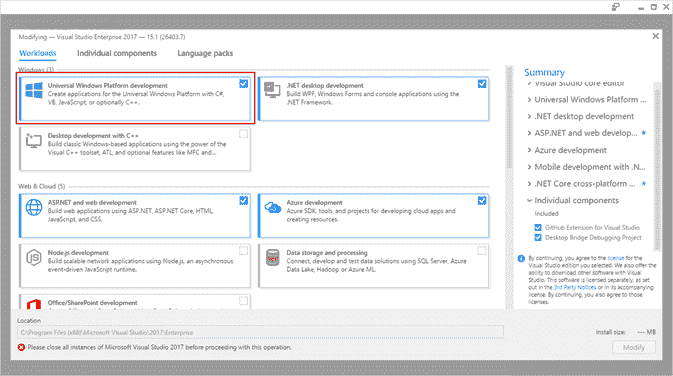 Modifying — Visual Studio Enterprise 2017 — 15.1 (26403.7)
Workloads Individual components Language packs
Windows (3)
Universal Windows Platform development
Create applications for the Universal Windows Platform with C#,
VB, JavaScript, or optionally C++.
.NET desktop development
Build WPF, Windows Forms and console applications using the
.NET Framework.
Desktop development with C++
Build classic Windows-based applications using the power of the
Visual C++ toolset, ATL, and optional features like MFC and...
Web & Cloud (5)
ASP.NET and web development
Build web applications using ASP.NET, ASP.NET Core, HTML,
JavaScript, and CSS.
Azure development
Azure SDK, tools, and projects for developing cloud apps and
creating resources.
Node.js development
Build scalable network applications using Node.js, an asynchronous
event-driven JavaScript runtime.
Data storage and processing
Connect, develop and test data solutions using SQL Server, Azure
Data Lake, Hadoop or Azure ML.
Office/SharePoint development
Summary
Visual Studio core editor
Universal Windows Platform ...
.NET desktop development
ASP.NET and web develop...
Azure development
Mobile development with .N...
.NET Core cross-platform ...
Individual components
Included
GitHub Extension for Visual Studio
Desktop Bridge Debugging Project
By continuing, you agree to the license for the
Visual Studio edition you selected. We also offer the
ability to download other software with Visual
Studio. This software is licensed separately, as set
out in the 3rd Party Notices or in its accompanying
license. By continuing, you also agree to those
licenses.
Location
C:\Program Files (x86)\Microsoft Visual Studio\2017\Enterprise
Install size: --- MB
Please close all instances of Microsoft Visual Studio 2017 before proceeding with this operation.
Modify